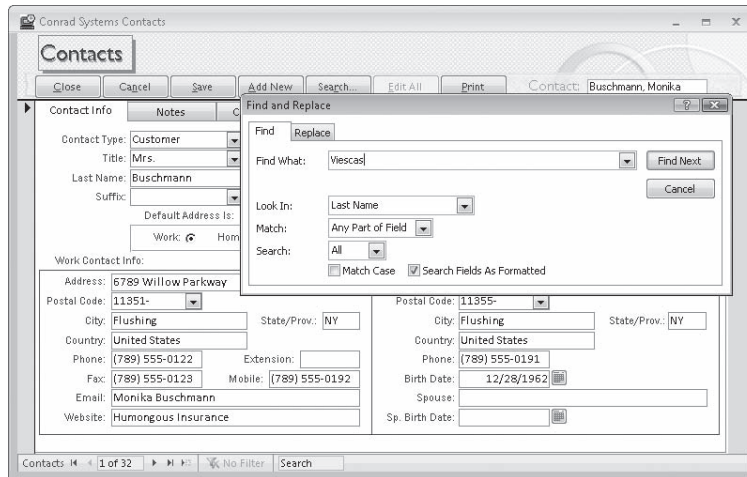 Conrad Systems Contacts
Contacts
Close Cancel Save Add New Search... Edit All Print Contact: Buschmann, Monika
Contact Info Notes
Contact Type: Customer
Title: Mrs.
Last Name: Buschmann
Suffix:
Default Address Is:
Work:
Work Contact Info:
Find and Replace
Find Replace
Find What: Viescas Find Next
Cancel
Look In: Last Name
Match: Any Part of Field
Search: All
Match Case Search Fields As Formatted
Address: 6789 Willow Parkway
Postal Code: 11351-
City: Flushing State/Prov.: NY
Country: United States
Phone: (789) 555-0122 Extension:
Fax: (789) 555-0123 Mobile: (789) 555-0192
Email: Monika Buschmann
Website: Humongous Insurance
Postal Code: 11355-
City: Flushing State/Prov.: NY
Country: United States
Phone: (789) 555-0191
Birth Date: 12/28/1962
Spouse:
Sp. Birth Date:
Contacts 1 of 32 No Filter Search